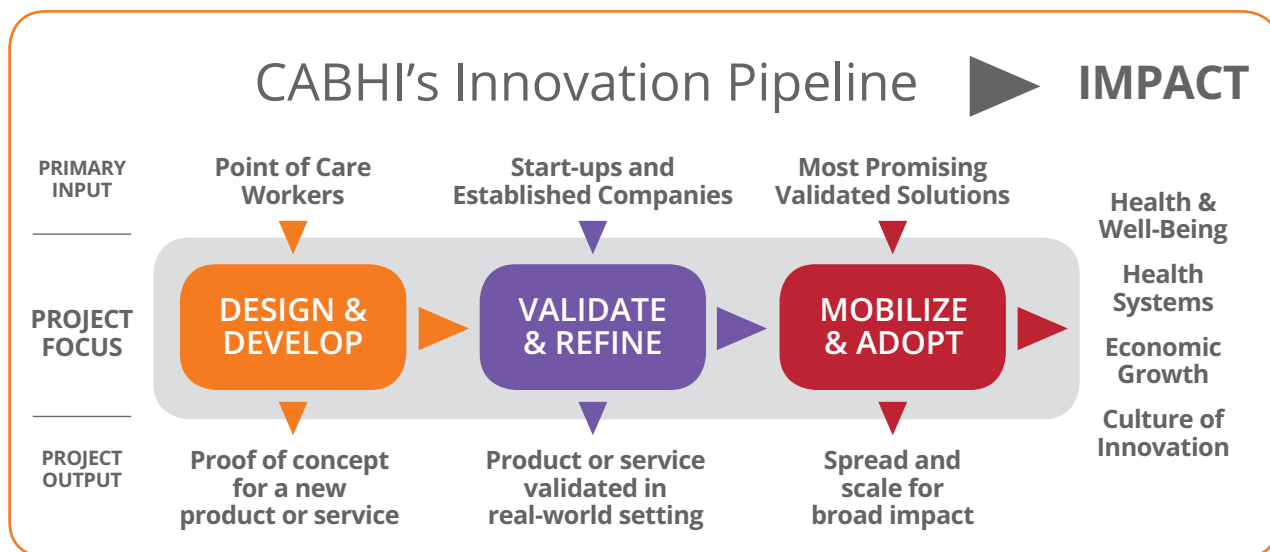 CABHI’s Innovation Pipeline
IMPACT
PRIMARY
INPUT
Point of Care
Workers
Start-ups and
Established Companies
Most Promising
Validated Solutions
PROJECT
FOCUS
DESIGN &
DEVELOP
VALIDATE
& REFINE
MOBILIZE
& ADOPT
Health &
Well-Being
Health
Systems
Economic
Growth
Culture of
Innovation
PROJECT
OUTPUT
Proof of concept
for a new
product or service
Product or service
validated in
real-world setting
Spread and
scale for
broad impact